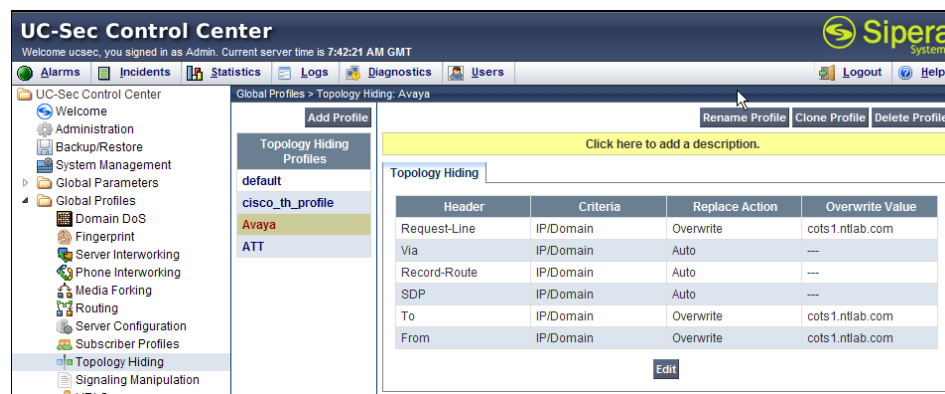 UC-Sec Control Center
Welcome ucsec, you signed in as Admin. Current server time is 7:42:21 AM GMT
Sipera
System
Alarms Incidents Statistics Logs Diagnostics Users Logout Help
UC-Sec Control Center
Welcome
Administration
Backup/Restore
System Management
Global Parameters
Global Profiles
Domain DoS
Fingerprint
Server Interworking
Phone Interworking
Media Forking
Routing
Server Configuration
Subscriber Profiles
Topology Hiding
Signaling Manipulation
Global Profiles > Topology Hiding: Avaya
Add Profile
Topology Hiding
Profiles
default
cisco_th_profile
Avaya
ATT
Rename Profile Clone Profile Delete Profile
Click here to add a description.
Topology Hiding
Header Criteria Replace Action Overwrite Value
Request-Line IP/Domain Overwrite cots1.ntlab.com
Via IP/Domain Auto ---
Record-Route IP/Domain Auto ---
SDP IP/Domain Auto ---
To IP/Domain Overwrite cots1.ntlab.com
From IP/Domain Overwrite cots1.ntlab.com
Edit